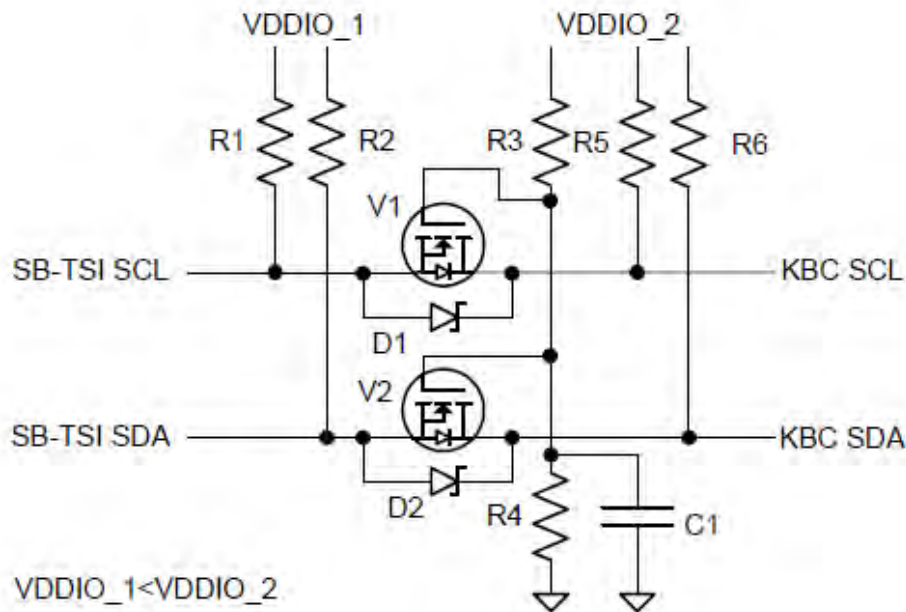 VDDIO_1 VDDIO_2
R1 R2 R3 R5 R6
V1
SB-TSI SCL KBC SCL
D1
V2
SB-TSI SDA KBC SDA
D2 R4 C1
VDDIO_1<VDDIO_2